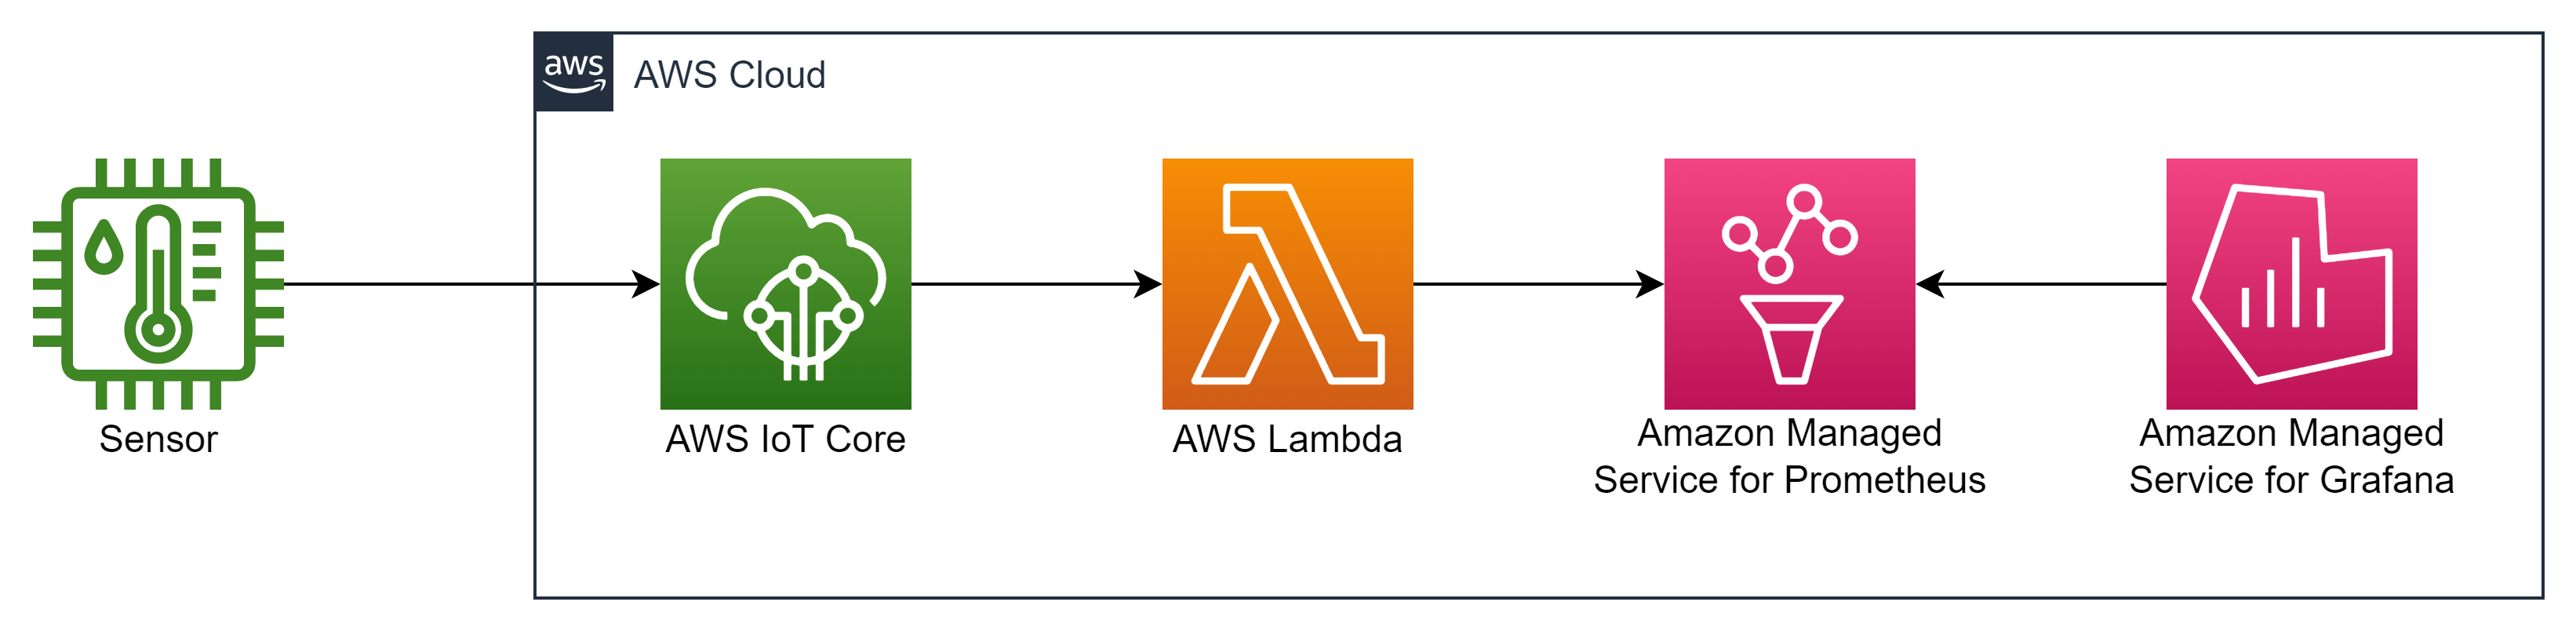 aws
AWS Cloud
Sensor
AWS IoT Core
AWS Lambda
Amazon Managed
Service for Prometheus
Amazon Managed
Service for Grafana